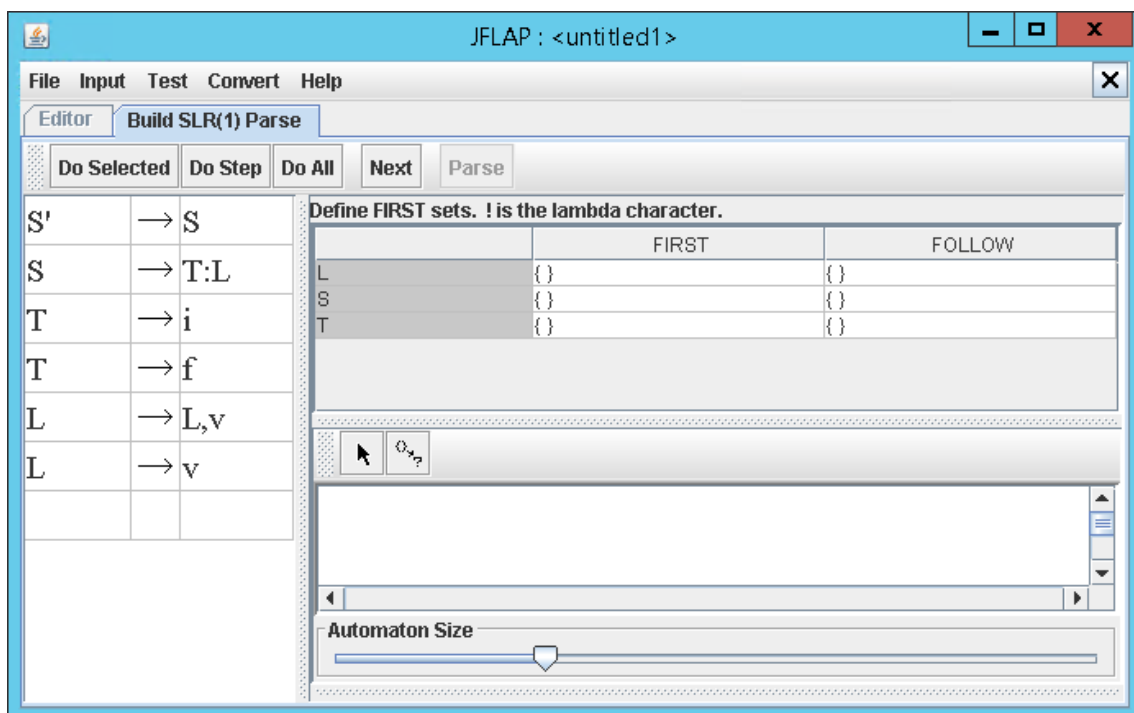 JFLAP : <untitled1>
File Input Test Convert Help
Editor Build SLR(1) Parse
Do Selected Do Step Do All Next Parse
S' → S
S → T:L
T → i
T → f
L → L,v
L → v
Define FIRST sets. ! is the lambda character.
FIRST FOLLOW
L { } { }
S { } { }
T { } { }
Automaton Size